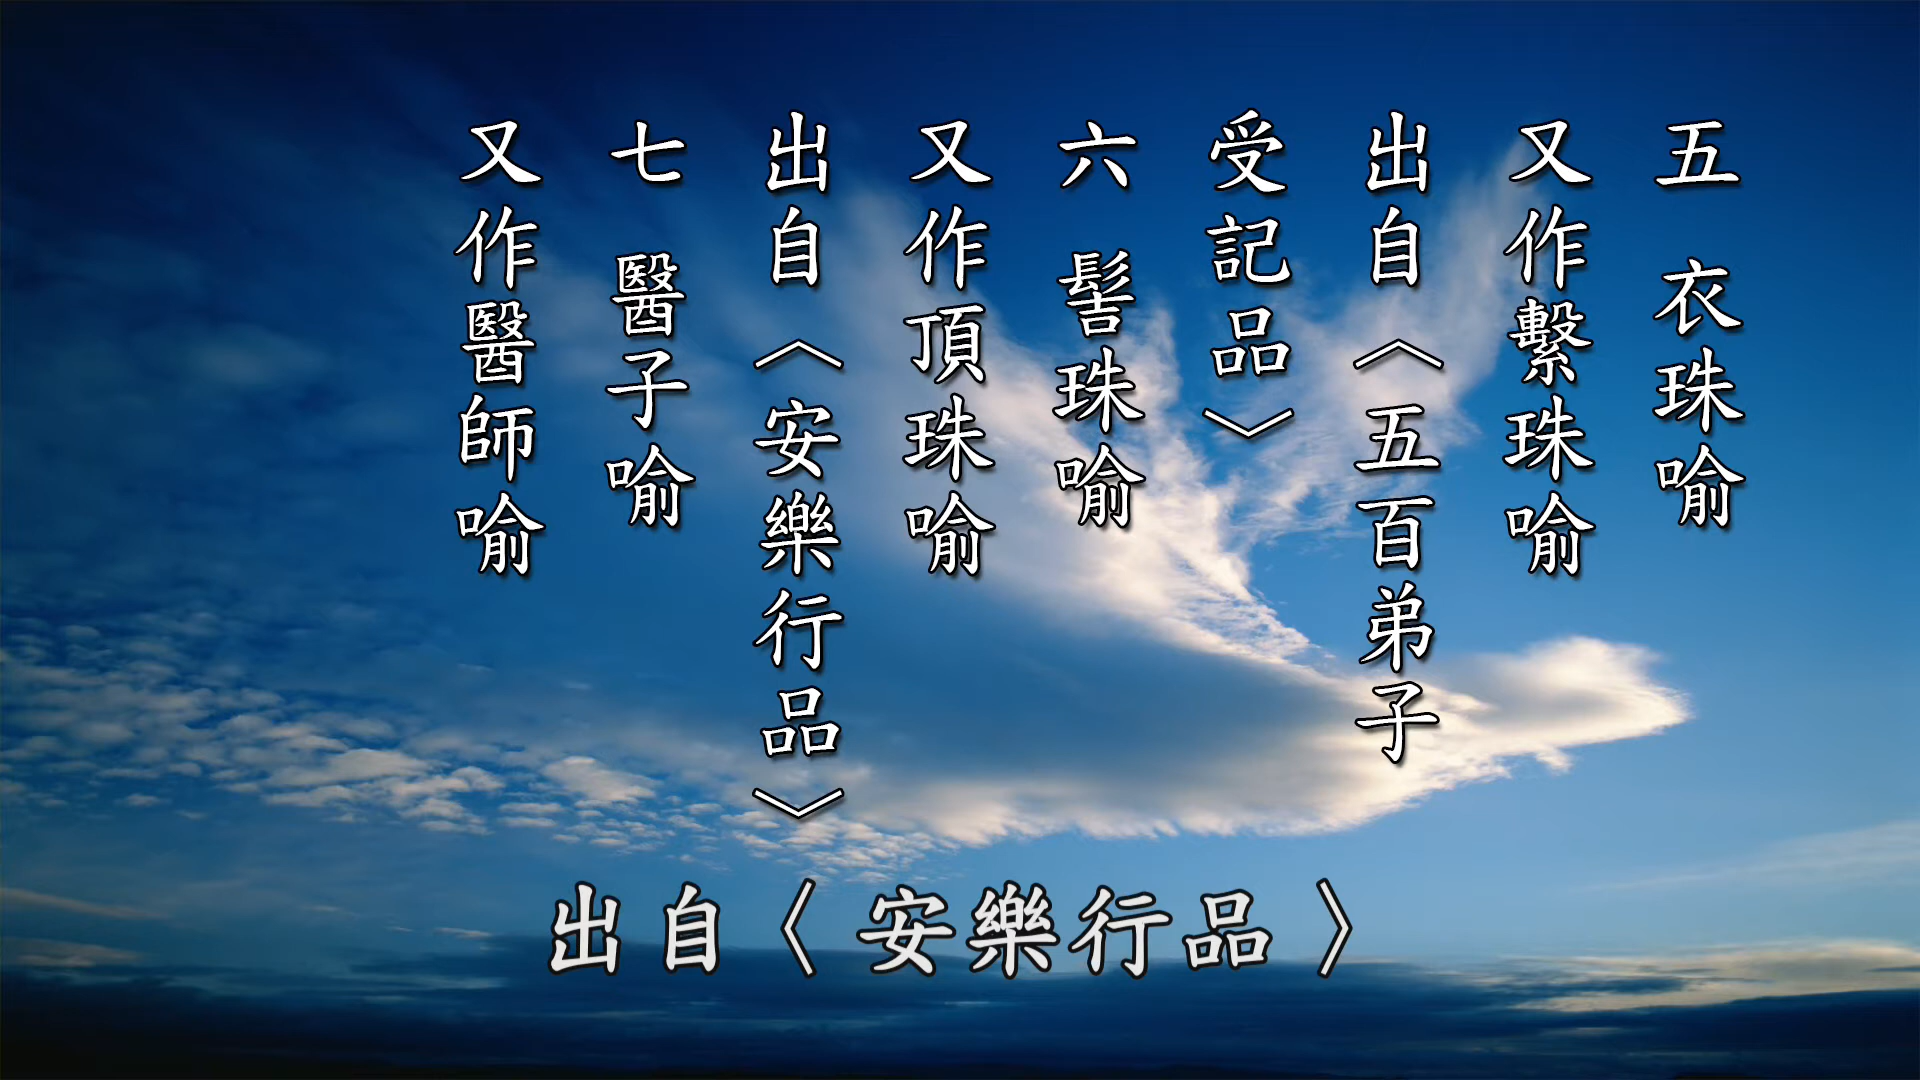 五 衣珠喻
又作繫珠喻
出自〈五百弟子
受記品〉
六 髻珠喻
又作頂珠喻
出自〈安樂行品〉
七 醫子喻
又作醫師喻
出自〈安樂行品〉